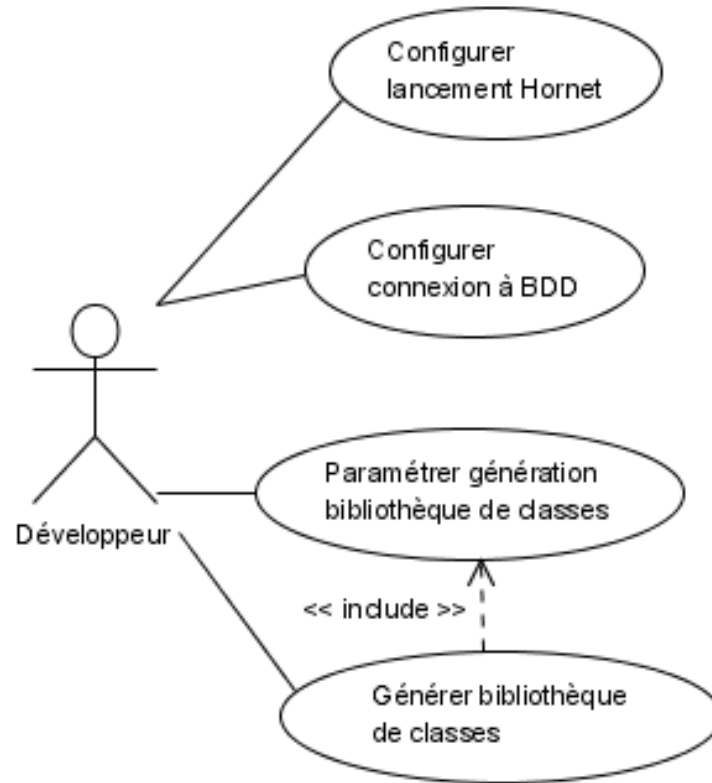 Configurer
lancement Hornet
Configurer
connexion à BDD
Paramétrer génération
bibliothèque de classes
Développeur
<< include >>
Générer bibliothèque
de classes